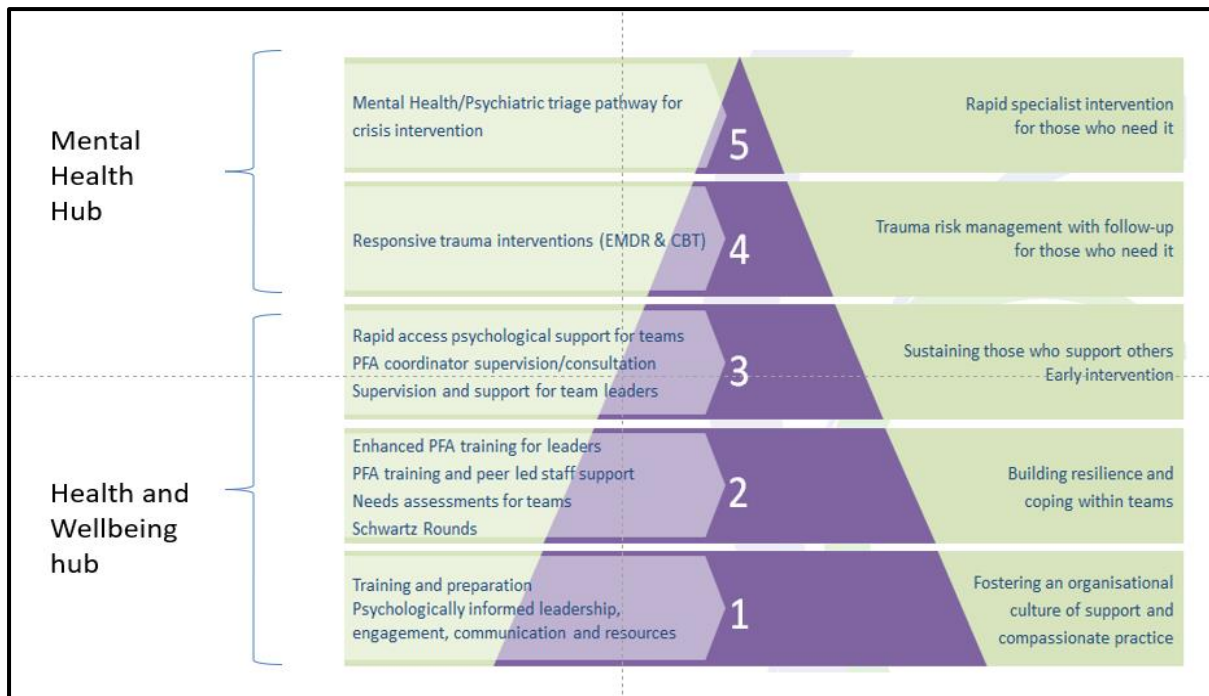 Mental
Health
Hub
Mental Health/Psychiatric triage pathway for
crisis intervention
5
Rapid specialist intervention
for those who need it
Responsive trauma interventions (EMDR & CBT)
4
Trauma risk management with follow-up
for those who need it
Health and
Wellbeing
hub
Rapid access psychological support for teams
PFA coordinator supervision/consultation
Supervision and support for team leaders
3
Sustaining those who support others
Early intervention
Enhanced PFA training for leaders
PFA training and peer led staff support
Needs assessments for teams
Schwartz Rounds
2
Building resilience and
coping within teams
Training and preparation
Psychologically informed leadership,
engagement, communication and resources
1
Fostering an organisational
culture of support and
compassionate practice